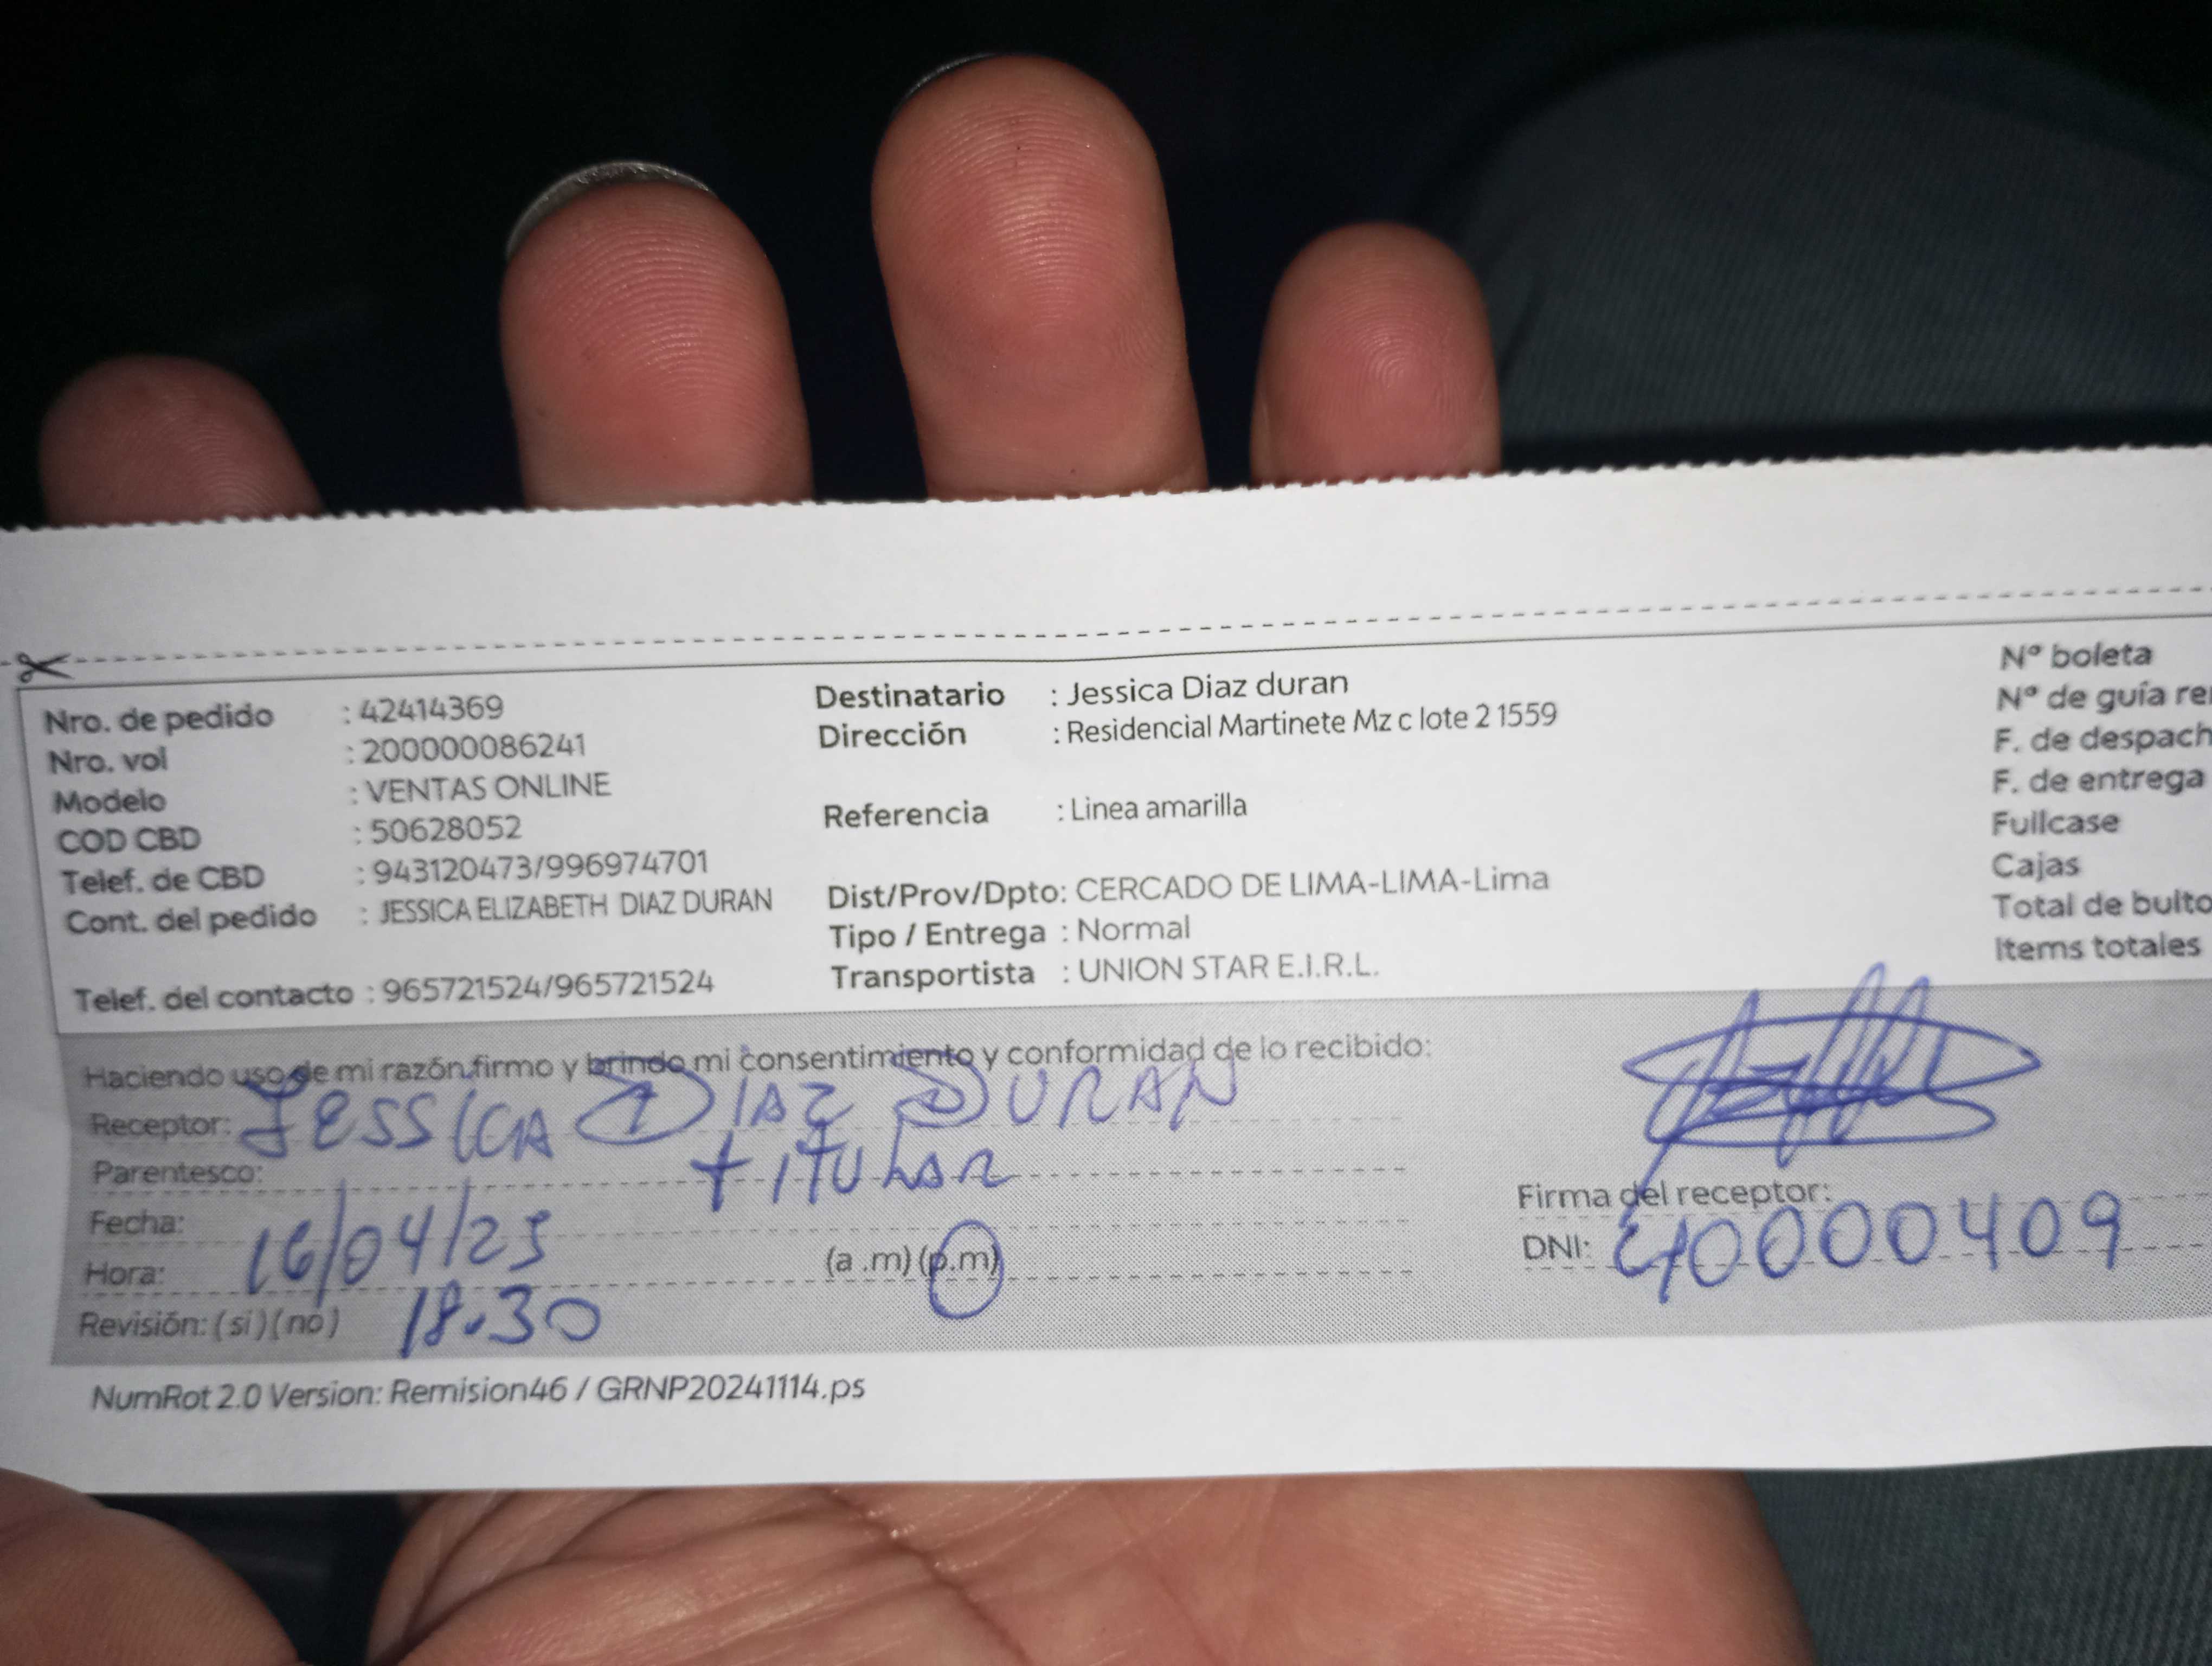 Nro. de pedido : 42414369
Nro. vol : 200000086241
Modelo : VENTAS ONLINE
COD CBD : 50628052
Telef. de CBD : 943120473/996974701
Cont. del pedido : JESSICA ELIZABETH DIAZ DURAN
Telef. del contacto : 965721524/965721524
Destinatario : Jessica Diaz duran
Dirección : Residencial Martinete Mz c lote 2 1559
Referencia : Linea amarilla
Dist/Prov/Dpto: CERCADO DE LIMA-LIMA-Lima
Tipo / Entrega : Normal
Transportista : UNION STAR E.I.R.L.
Nº boleta
Nº de guía re
F. de despach
F. de entrega
Fullcase
Cajas
Total de bulto
Items totales
Haciendo uso de mi razón.firmo y brindo mi consentimiento y conformidad de lo recibido:
Receptor: JESSICA DIAZ DURAN
Parentesco: TITULAR
Fecha: 16/04/25
Hora: (a .m) (p.m)
Revisión: (si) (no) 18.30
Firma del receptor:
DNI: 40000409
NumRot 2.0 Version: Remision46 / GRNP20241114.ps